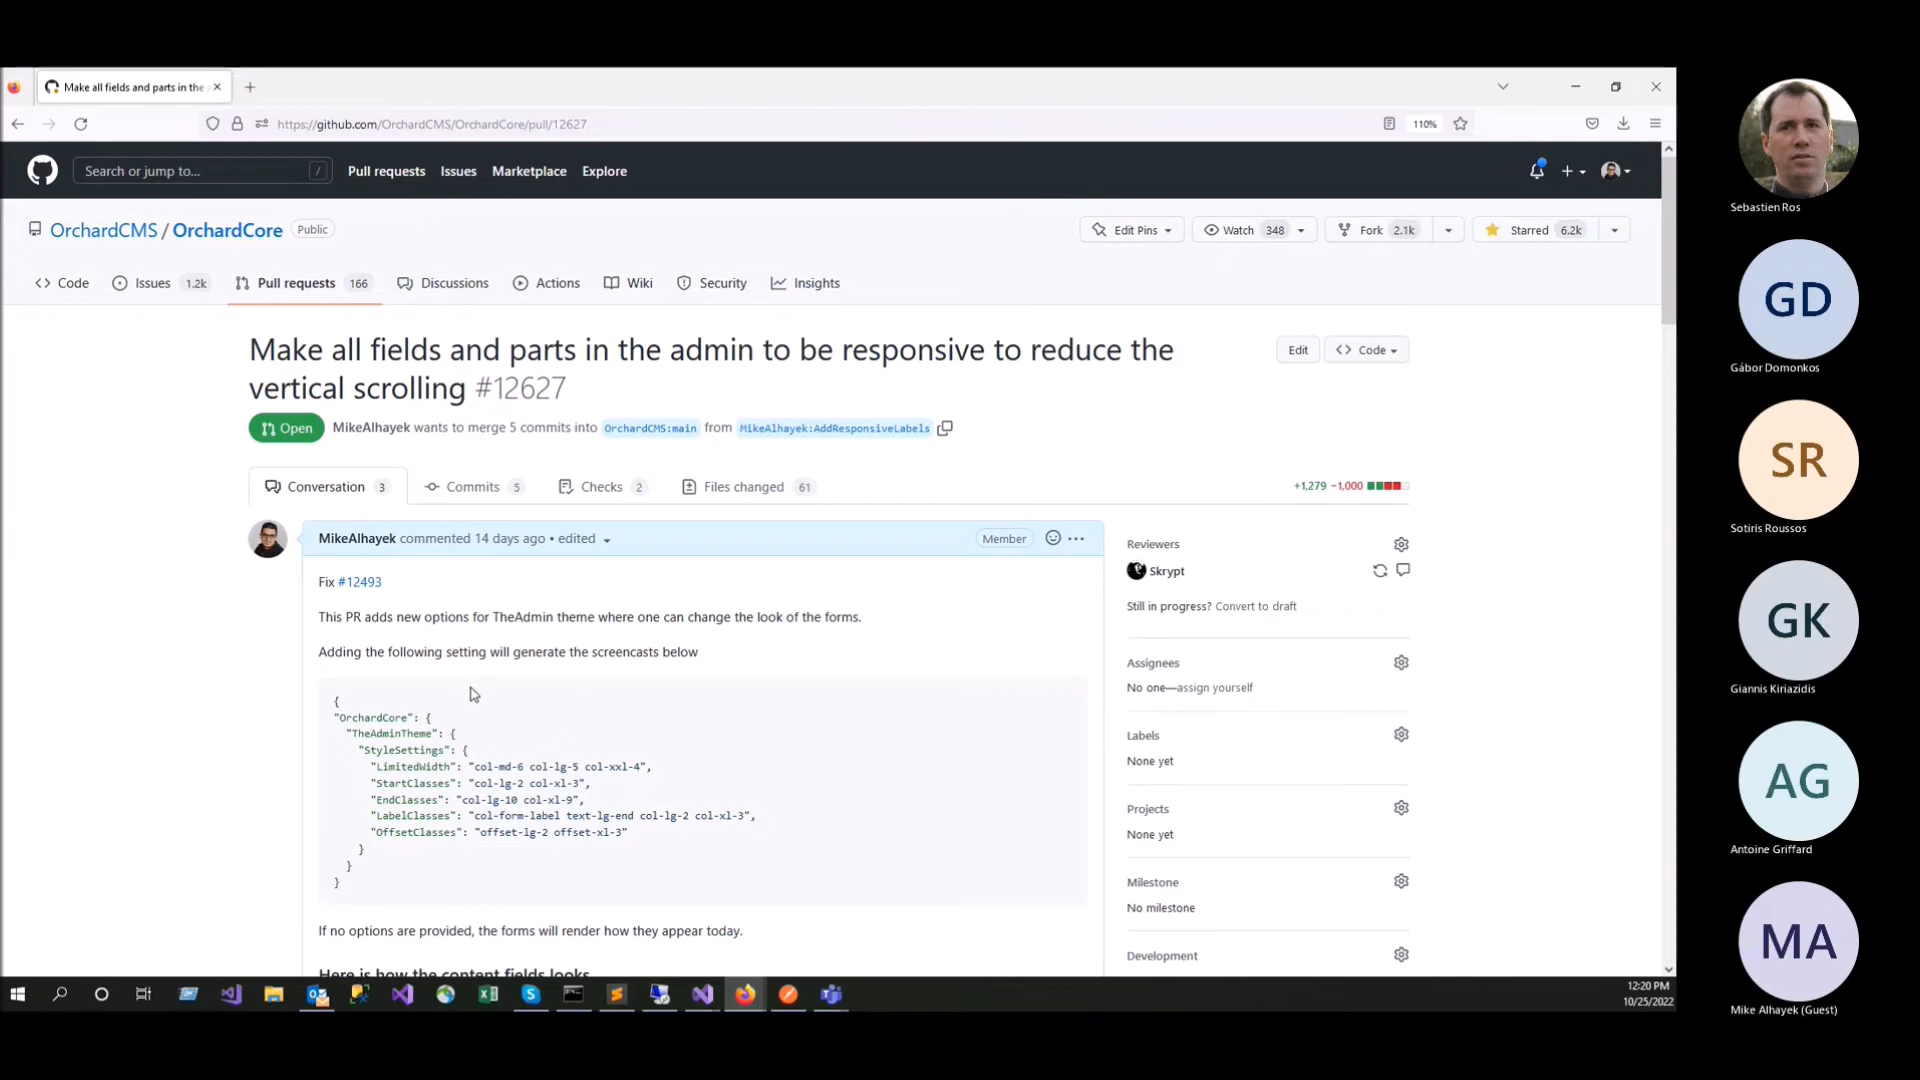 Make all fields and parts in the
https://github.com/OrchardCMS/OrchardCore/pull/12627
110%
Search or jump to...
/
Pull requests
Issues
Marketplace
Explore
OrchardCMS / OrchardCore
Public
Edit Pins
Watch 348
Fork 2.1k
Starred 6.2k
Code
Issues 1.2k
Pull requests 166
Discussions
Actions
Wiki
Security
Insights
Make all fields and parts in the admin to be responsive to reduce the
vertical scrolling #12627
Edit
Code
Open
MikeAlhayek wants to merge 5 commits into OrchardCMS:main from MikeAlhayek:AddResponsiveLabels
Conversation 3
Commits 5
Checks 2
Files changed 61
+1,279 −1,000
MikeAlhayek commented 14 days ago • edited
Member
Fix #12493
This PR adds new options for TheAdmin theme where one can change the look of the forms.
Adding the following setting will generate the screencasts below
{
"OrchardCore": {
"TheAdminTheme": {
"StyleSettings": {
"LimitedWidth": "col-md-6 col-lg-5 col-xxl-4",
"StartClasses": "col-lg-2 col-xl-3",
"EndClasses": "col-lg-10 col-xl-9",
"LabelClasses": "col-form-label text-lg-end col-lg-2 col-xl-3",
"OffsetClasses": "offset-lg-2 offset-xl-3"
}
}
}
If no options are provided, the forms will render how they appear today.
Here is how the content fields looks
Reviewers
Skrypt
Still in progress? Convert to draft
Assignees
No one—assign yourself
Labels
None yet
Projects
None yet
Milestone
No milestone
Development
12:20 PM
10/25/2022
Sebastien Ros
GD
Gábor Domonkos
SR
Sotiris Roussos
GK
Giannis Kiriazidis
AG
Antoine Griffard
MA
Mike Alhayek (Guest)